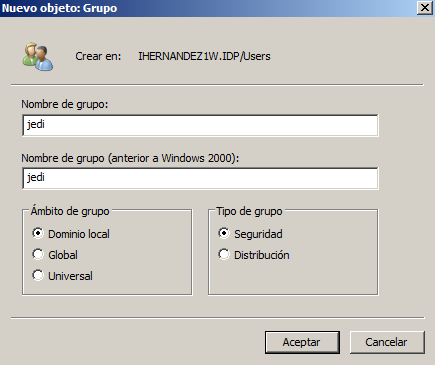 Nuevo objeto: Grupo
Crear en: IHERNANDEZ1W.IDP/Users
Nombre de grupo:
jedi
Nombre de grupo (anterior a Windows 2000):
jedi
Ámbito de grupo
Dominio local
Global
Universal
Tipo de grupo
Seguridad
Distribución
Aceptar
Cancelar